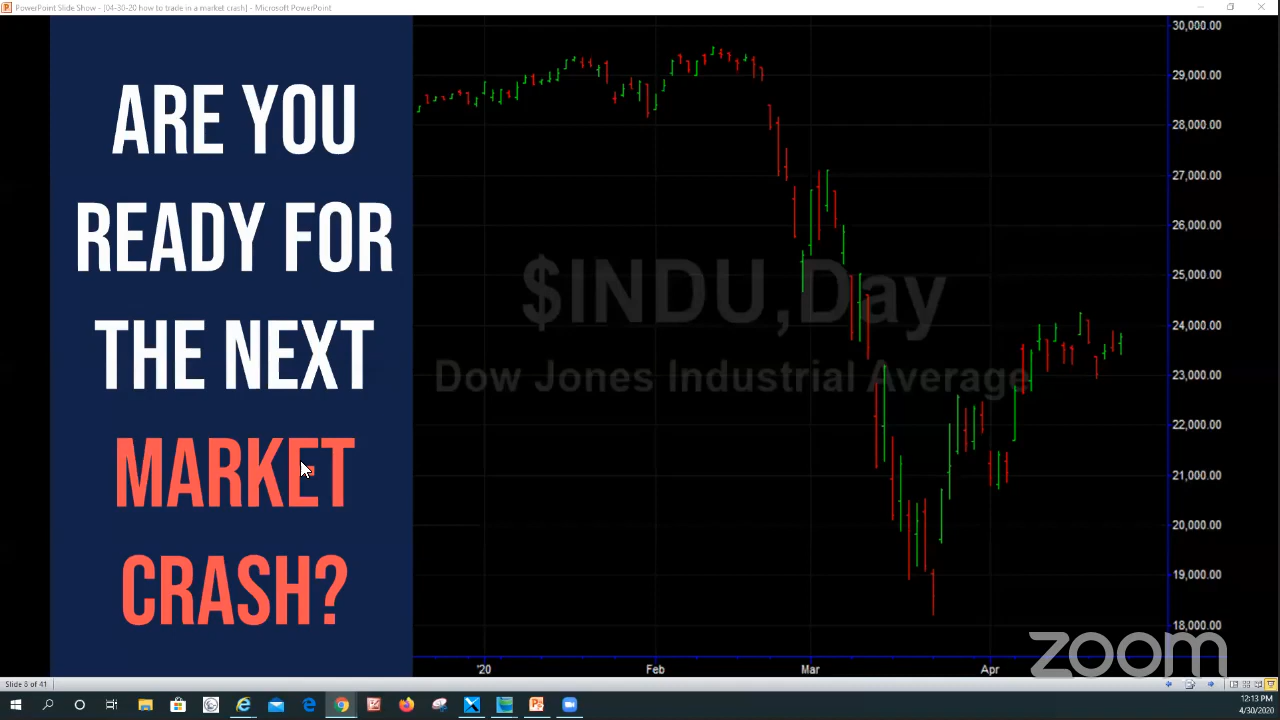 PowerPoint Slide Show - [04-30-20 how to trade in a market crash] - Microsoft PowerPoint
ARE YOU
READY FOR
THE NEXT
MARKET
CRASH?
$INDU,Day
Dow Jones Industrial Average
30,000.00
29,000.00
28,000.00
27,000.00
26,000.00
25,000.00
24,000.00
23,000.00
22,000.00
21,000.00
20,000.00
19,000.00
18,000.00
'20 Feb Mar Apr
zoom
Slide 8 of 41
12:13 PM
4/30/2020